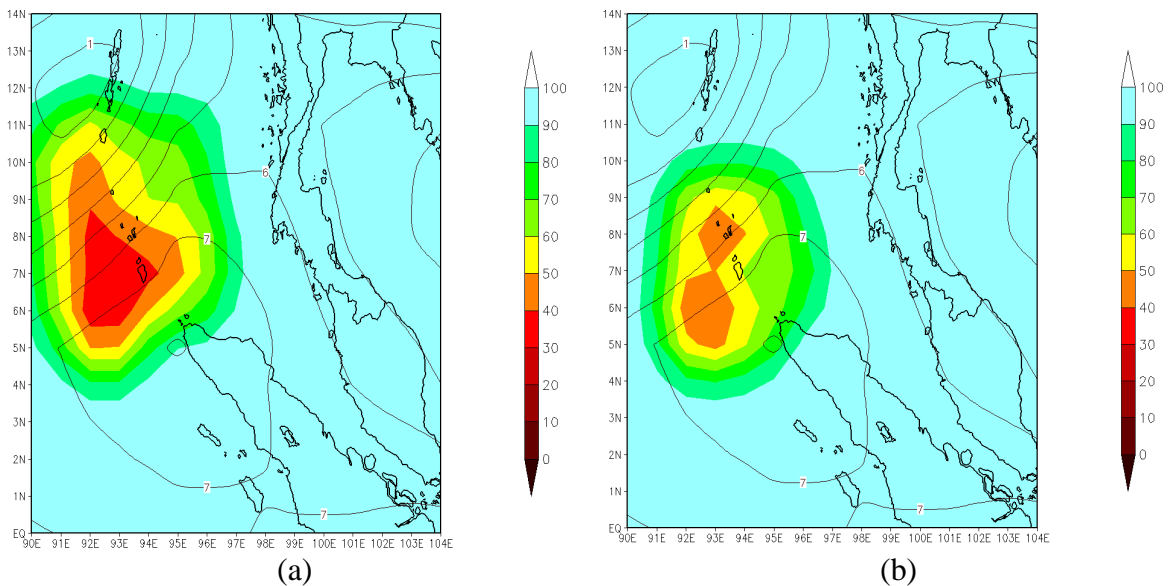 14N
13N
12N
11N
10N
9N
8N
7N
6N
5N
4N
3N
2N
1N
EQ
90E 91E 92E 93E 94E 95E 96E 97E 98E 99E 100E 101E 102E 103E 104E
1
6
7
7
7
100
90
80
70
60
50
40
30
20
10
0
(a)
14N
13N
12N
11N
10N
9N
8N
7N
6N
5N
4N
3N
2N
1N
EQ
90E 91E 92E 93E 94E 95E 96E 97E 98E 99E 100E 101E 102E 103E 104E
1
6
7
7
7
100
90
80
70
60
50
40
30
20
10
0
(b)